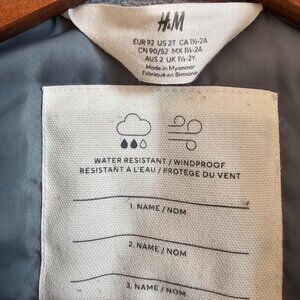 H&M
EUR 92 US 2T CA 1½-2A
CN 90/52 MX 1½-2A
AUS 2 UK 1½-2Y
Made in Myanmar
Fabriqué en Birmanie
WATER RESISTANT / WINDPROOF
RÉSISTANT À L'EAU / PROTÈGE DU VENT
1. NAME / NOM
2. NAME / NOM
3. NAME / NOM